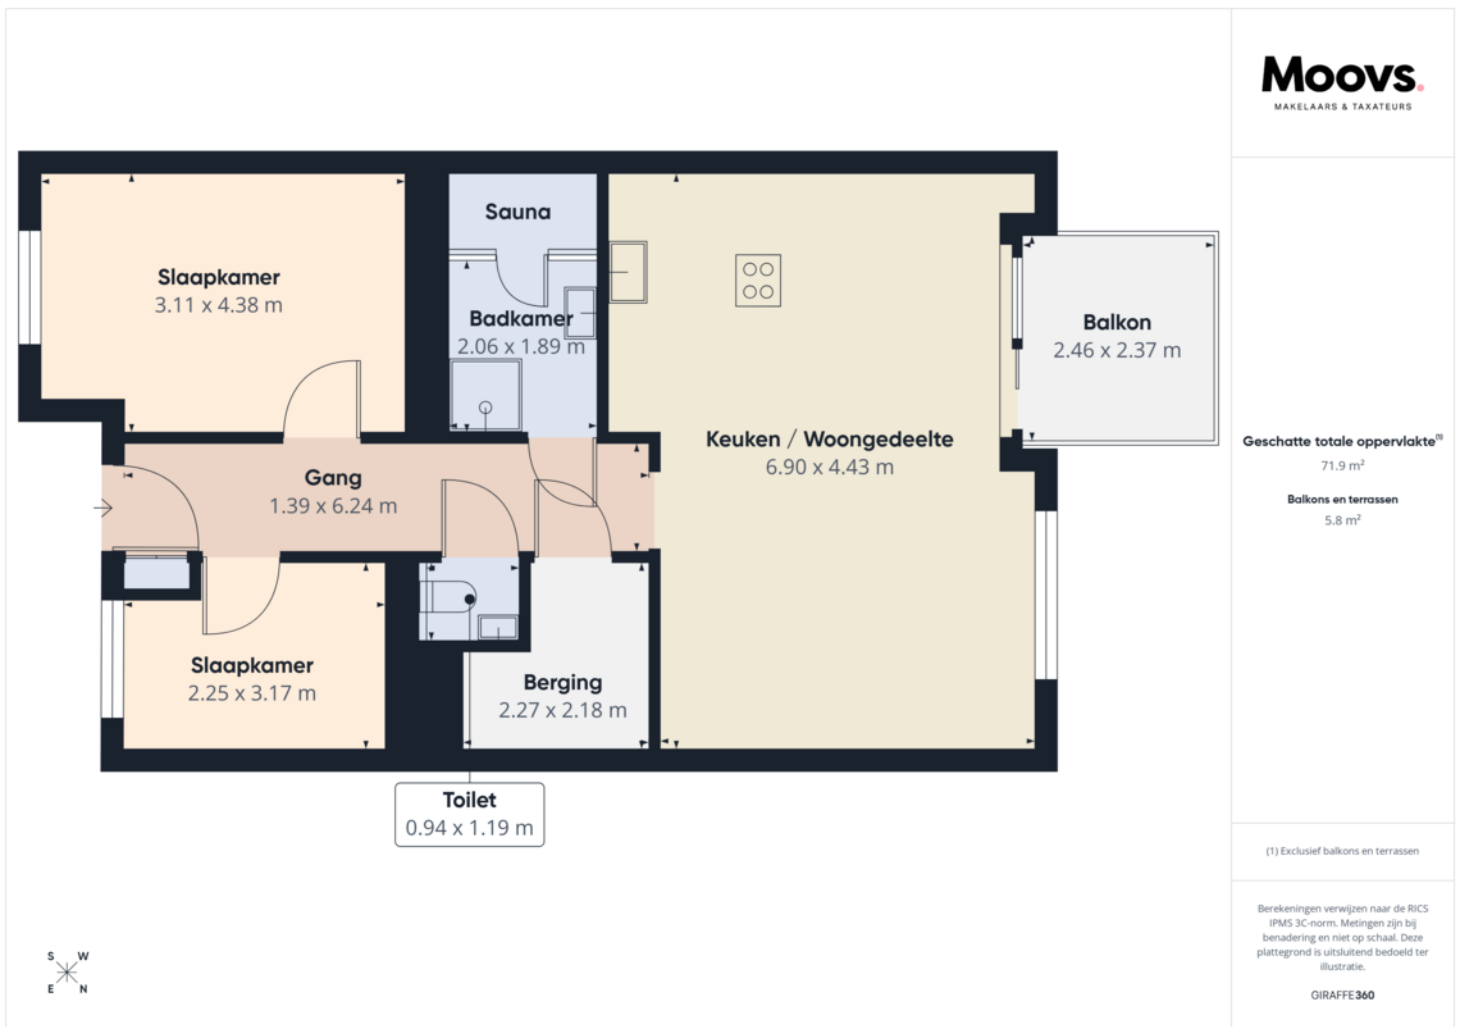 Moovs.
MAKELAARS & TAXATEURS
Sauna
Slaapkamer
3.11 x 4.38 m
Badkamer
2.06 x 1.89 m
Balkon
2.46 x 2.37 m
Keuken / Woongedeelte
6.90 x 4.43 m
Gang
1.39 x 6.24 m
Slaapkamer
2.25 x 3.17 m
Berging
2.27 x 2.18 m
Toilet
0.94 x 1.19 m
S W
E N
Geschatte totale oppervlakte(1)
71.9 m²
Balkons en terrassen
5.8 m²
(1) Exclusief balkons en terrassen
Berekeningen verwijzen naar de RICS
IPMS 3C-norm. Metingen zijn bij
benadering en niet op schaal. Deze
plattegrond is uitsluitend bedoeld ter
illustratie.
GIRAFFE360